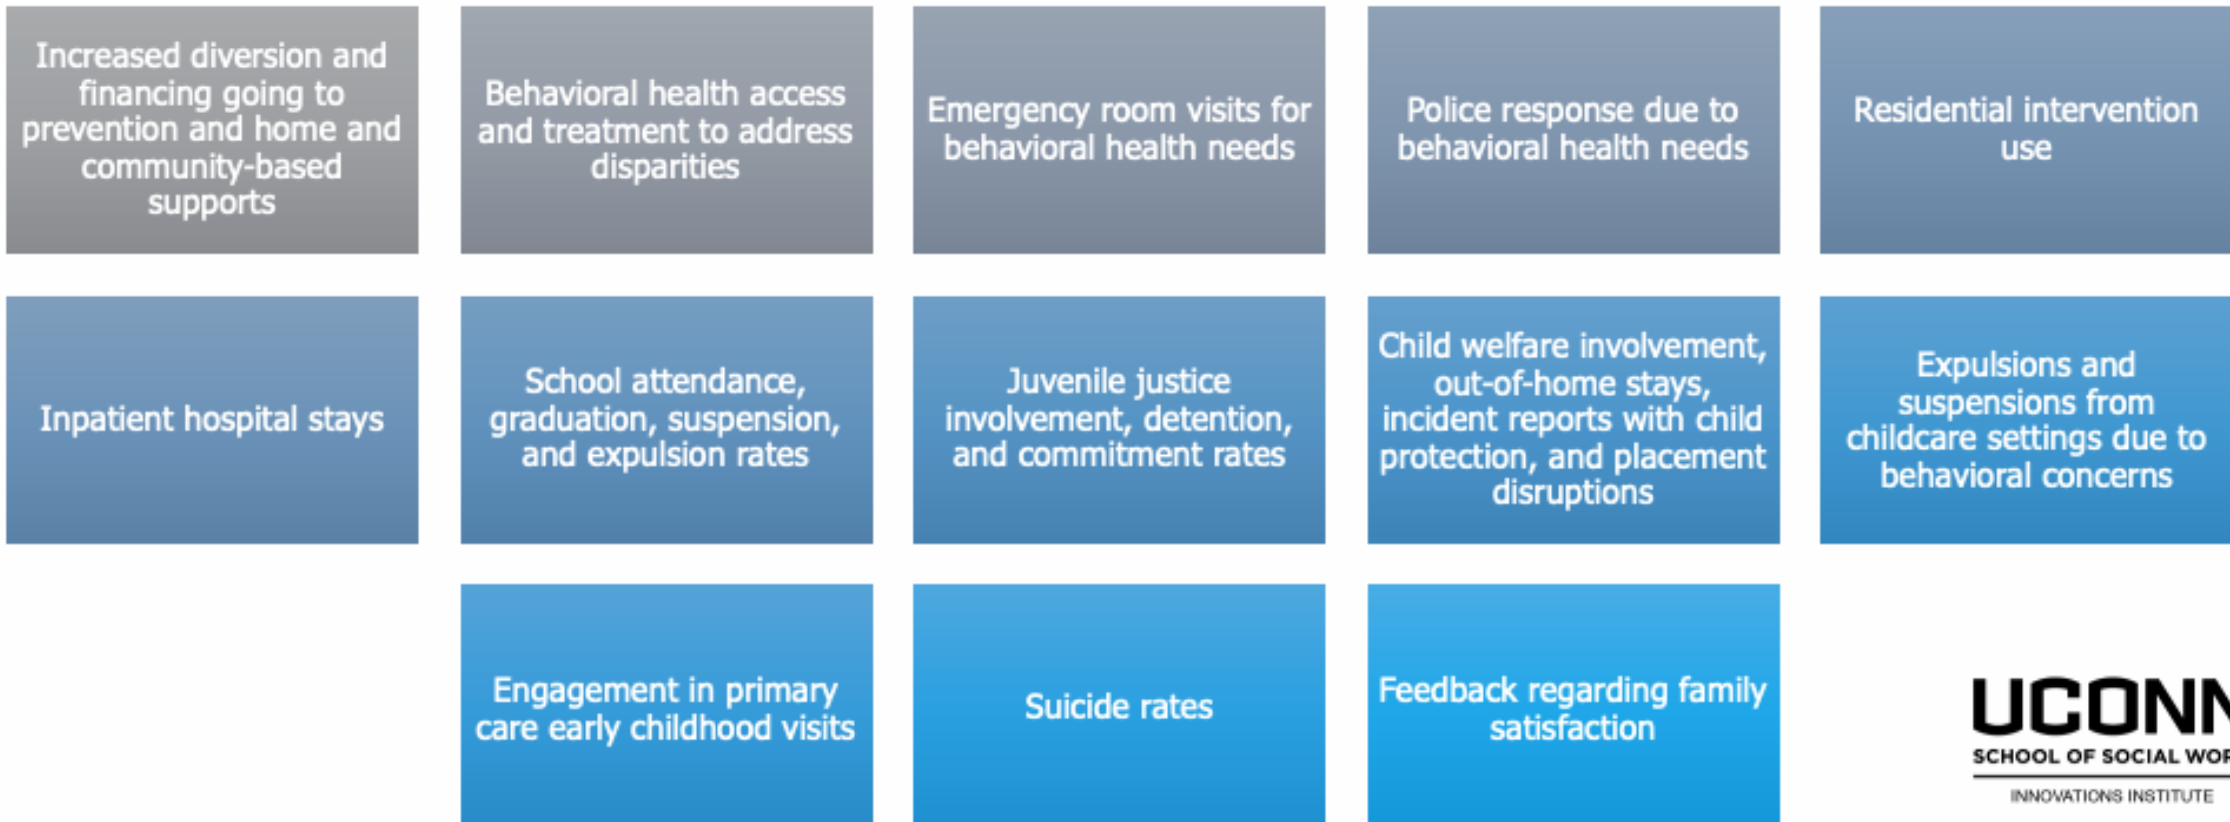 Increased diversion and
financing going to
prevention and home and
community-based
supports
Behavioral health access
and treatment to address
disparities
Emergency room visits for
behavioral health needs
Police response due to
behavioral health needs
Residential intervention
use
Inpatient hospital stays
School attendance,
graduation, suspension,
and expulsion rates
Juvenile justice
involvement, detention,
and commitment rates
Child welfare involvement,
out-of-home stays,
incident reports with child
protection, and placement
disruptions
Expulsions and
suspensions from
childcare settings due to
behavioral concerns
Engagement in primary
care early childhood visits
Suicide rates
Feedback regarding family
satisfaction
UCONN
SCHOOL OF SOCIAL WOR
INNOVATIONS INSTITUTE